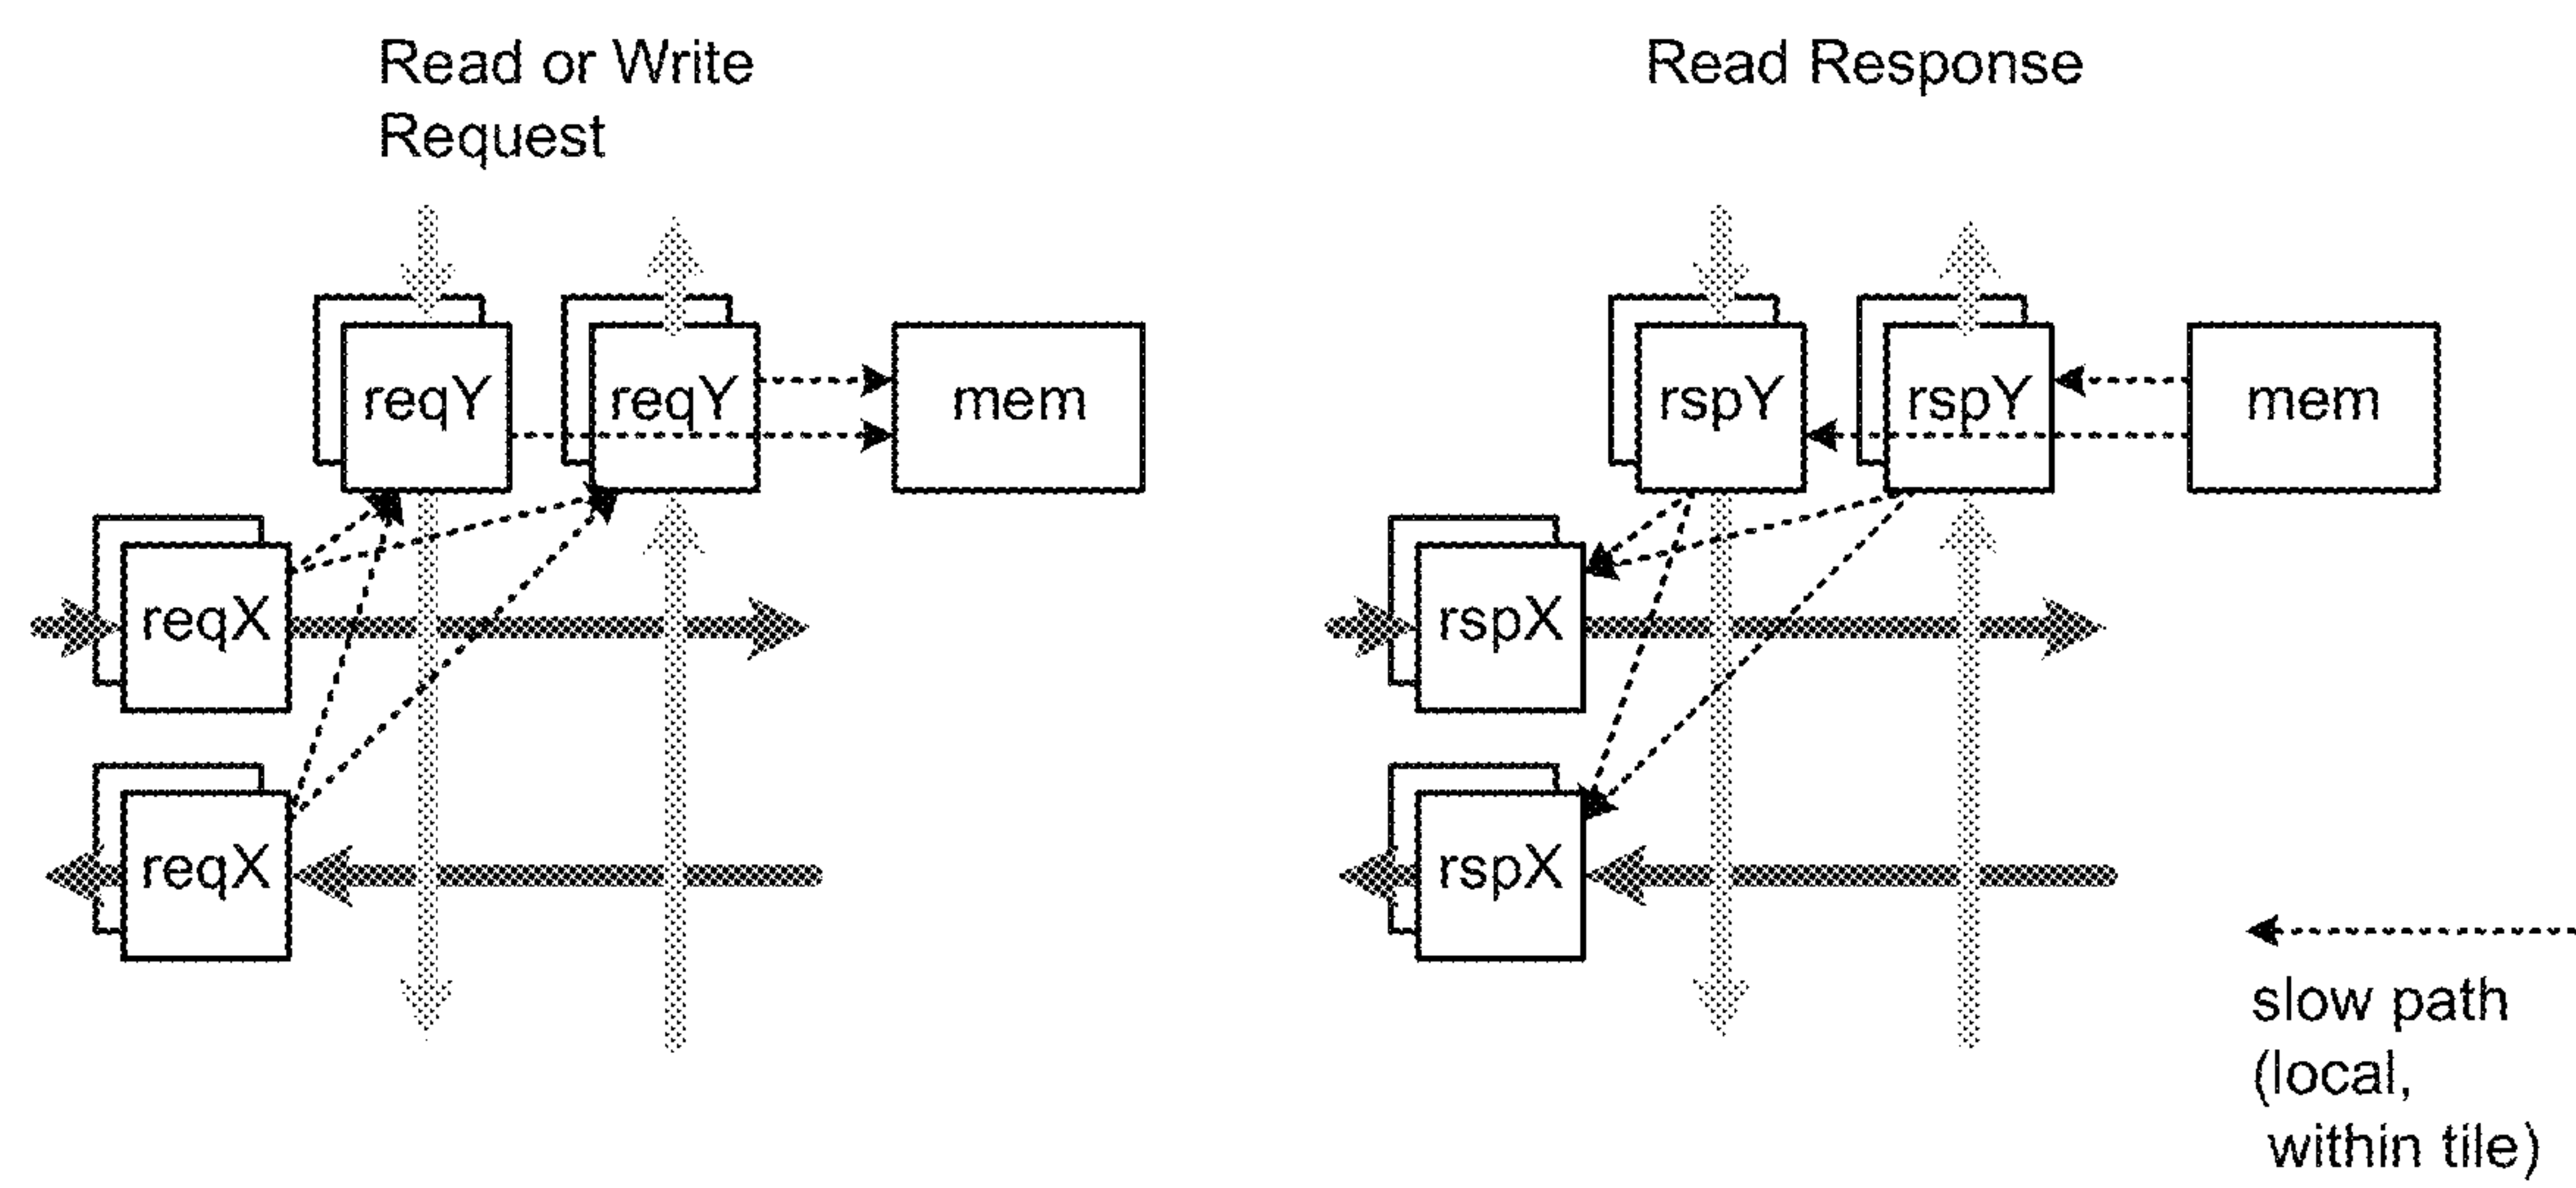 Read or Write
Request
reqY
reqY
mem
reqX
reqX
Read Response
rspY
rspY
mem
rspX
rspX
slow path
(local,
within tile)